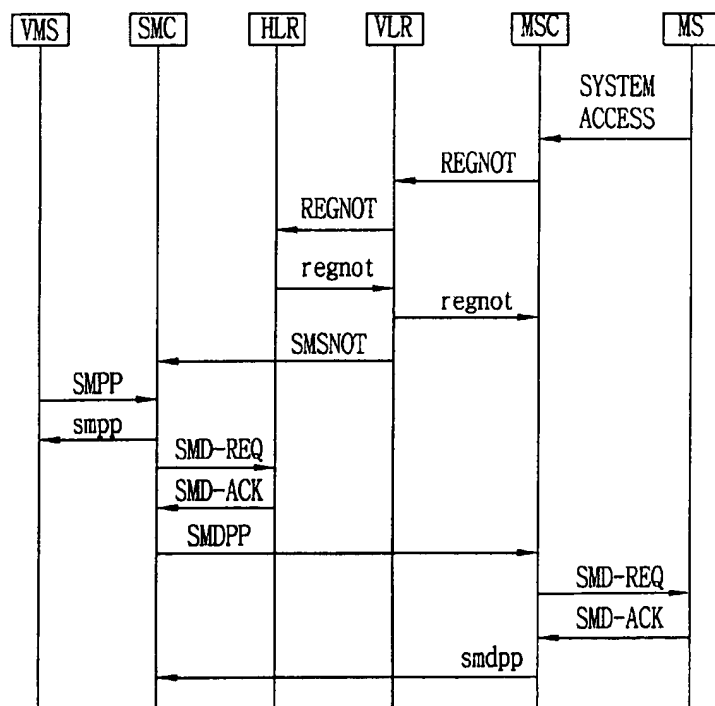 VMS SMC HLR VLR MSC MS
SYSTEM
ACCESS
REGNOT
REGNOT
regnot
regnot
SMSNOT
SMPP
smpp
SMD-REQ
SMD-ACK
SMDPP
SMD-REQ
SMD-ACK
smdpp